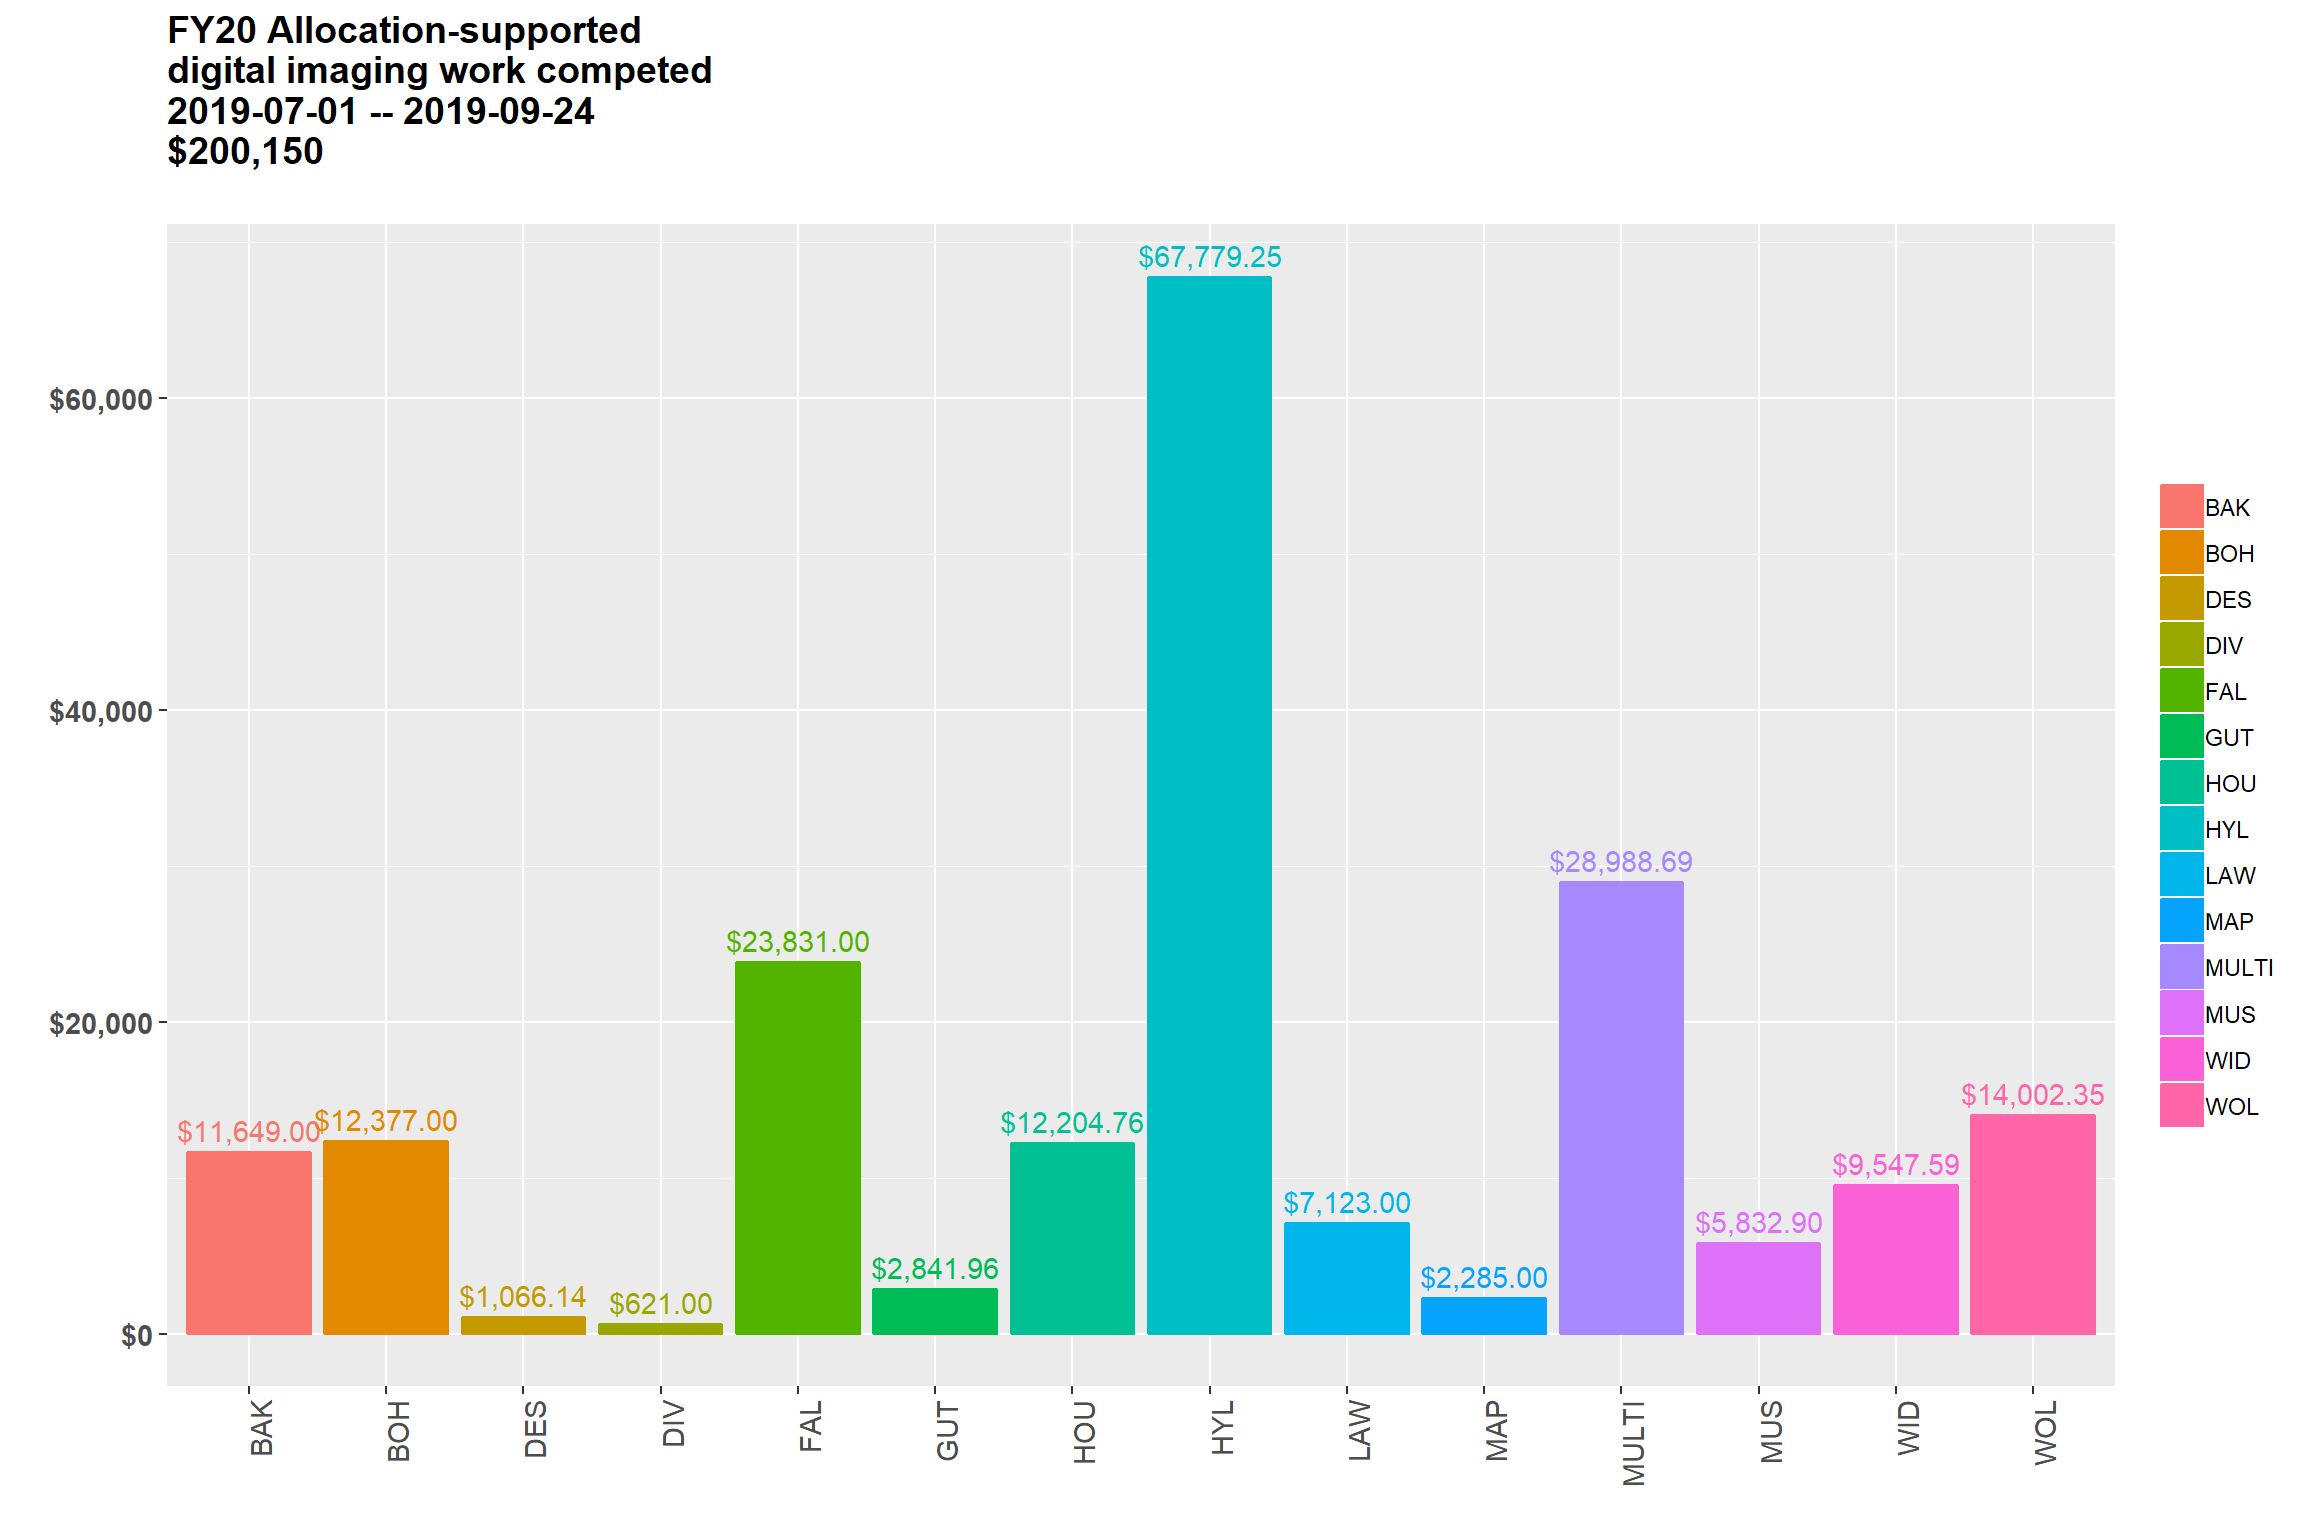 FY20 Allocation-supported
digital imaging work competed
2019-07-01 -- 2019-09-24
$200,150
$60,000
$40,000
$20,000
$0
$11,649.00
$12,377.00
$1,066.14
$621.00
$23,831.00
$2,841.96
$12,204.76
$67,779.25
$7,123.00
$2,285.00
$28,988.69
$5,832.90
$9,547.59
$14,002.35
BAK
BOH
DES
DIV
FAL
GUT
HOU
HYL
LAW
MAP
MULTI
MUS
WID
WOL
BAK
BOH
DES
DIV
FAL
GUT
HOU
HYL
LAW
MAP
MULTI
MUS
WID
WOL